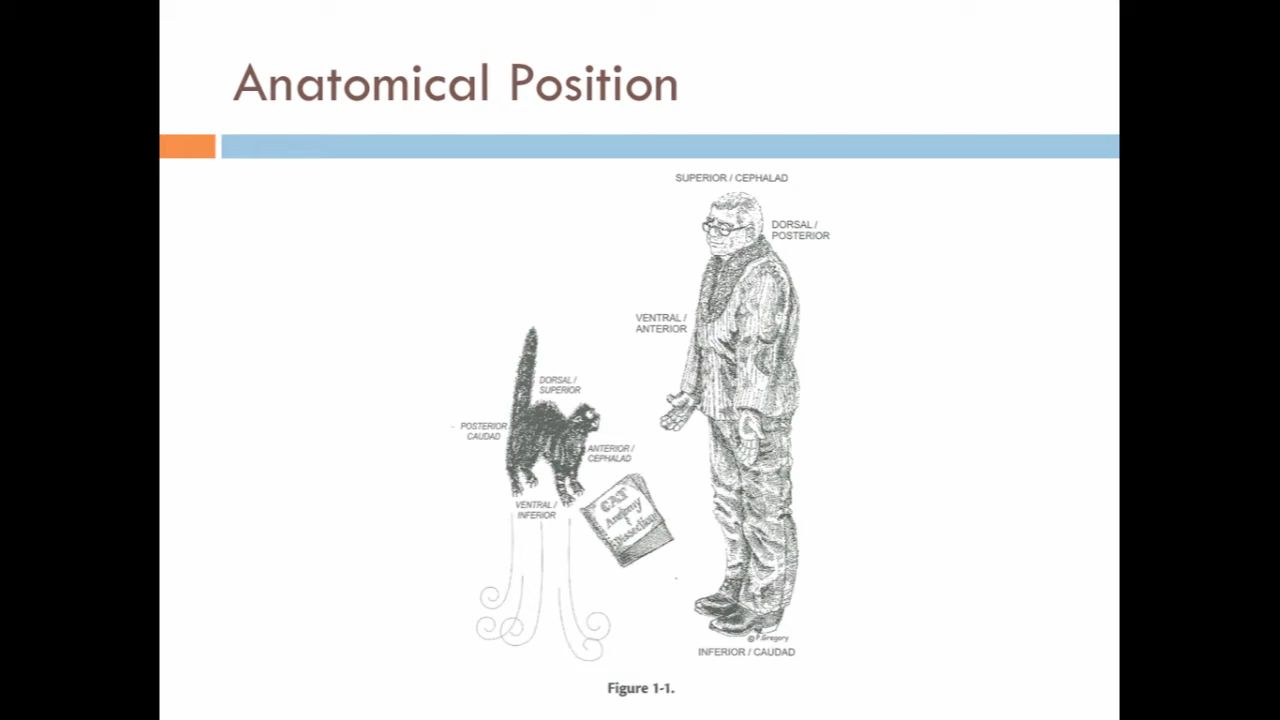 Anatomical Position
SUPERIOR / CEPHALAD
DORSAL /
POSTERIOR
VENTRAL /
ANTERIOR
DORSAL /
SUPERIOR
POSTERIOR
CAUDAD
ANTERIOR /
CEPHALAD
VENTRAL /
INFERIOR
CAT
Anatomy
&
Dissection
©P.Gregory
INFERIOR / CAUDAD
Figure 1-1.